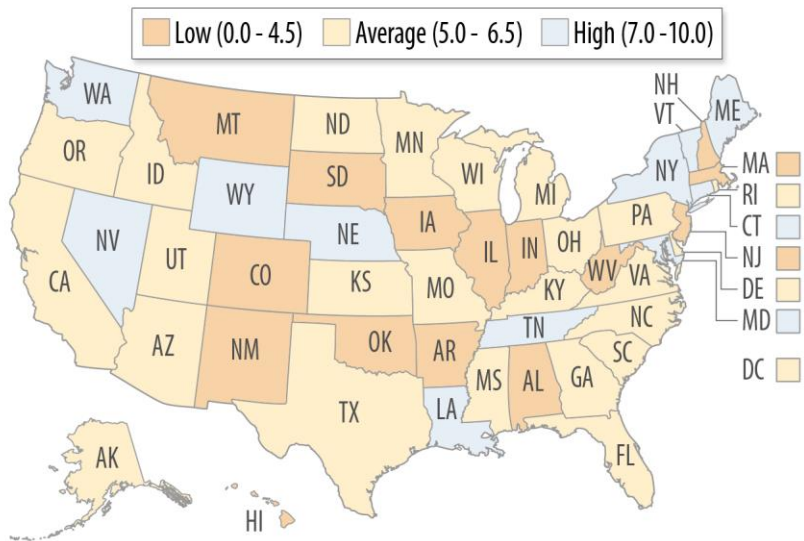 Low (0.0 - 4.5) Average (5.0 - 6.5) High (7.0 -10.0)
WA
MT
ND
MN
OR
ID
WY
SD
WI
MI
NH
VT
ME
NY
MA
RI
CT
NJ
DE
MD
DC
NV
UT
CO
NE
IA
IL
IN
OH
PA
CA
KS
MO
KY
WV
VA
AZ
NM
OK
AR
TN
NC
SC
TX
LA
MS
AL
GA
FL
AK
HI